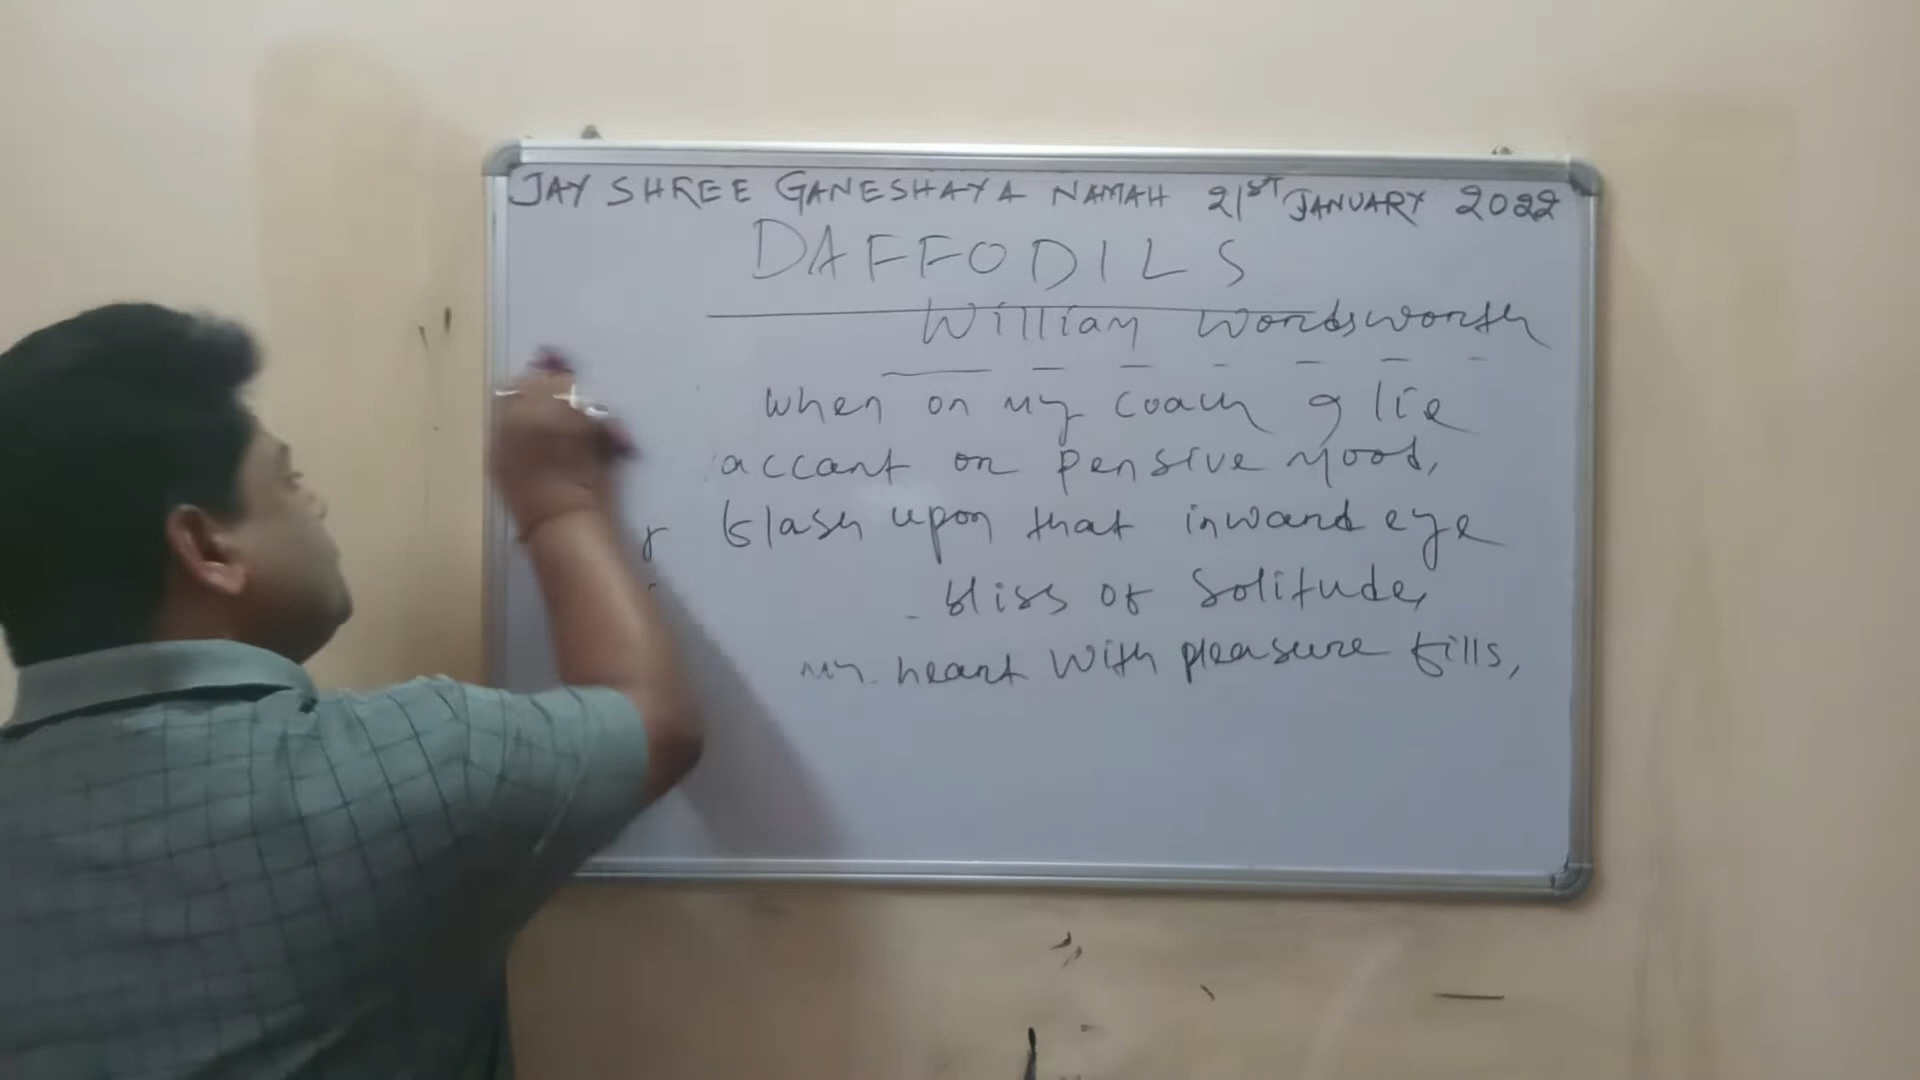 JAY SHREE GANESHAYA NAMAH 21ST JANUARY 2022
DAFFODILS
William Wordsworth
when on my coach I lie
accant on pensive mood,
flash upon that inward eye
bliss of solitude,
my heart with pleasure fills,